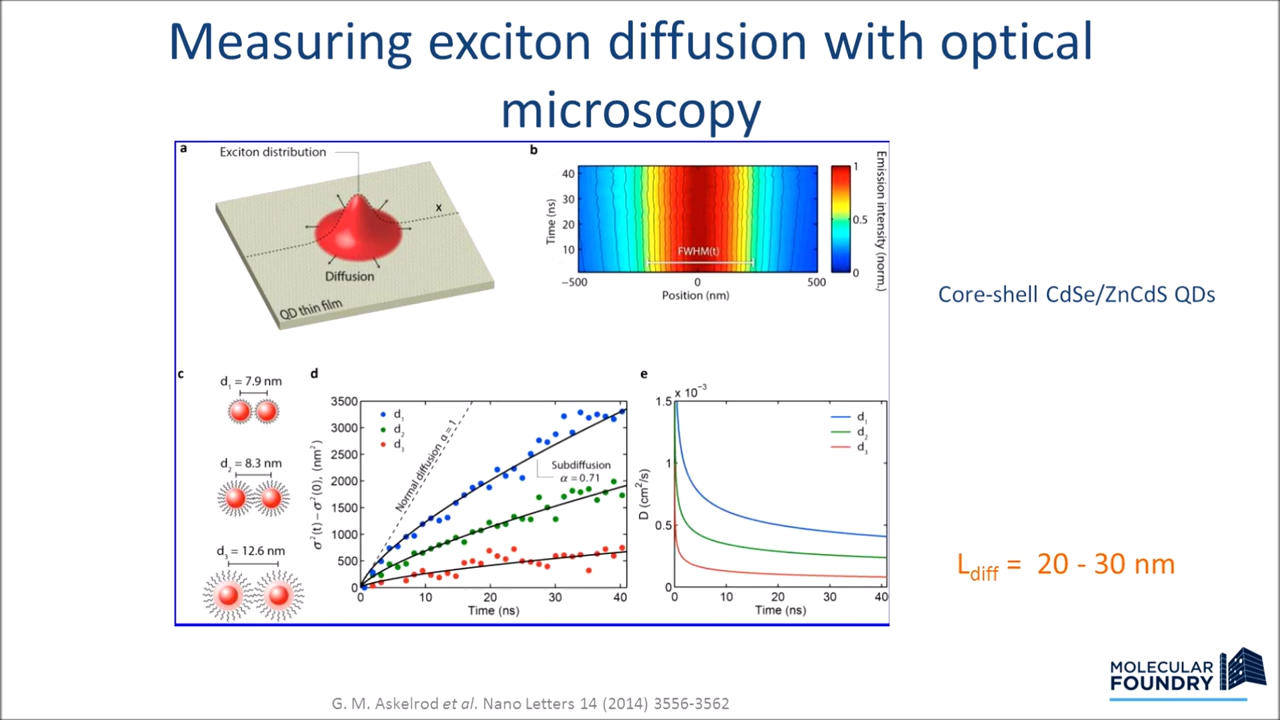 Measuring exciton diffusion with optical
microscopy
a
Exciton distribution
x
Diffusion
QD thin film
b
Time (ns)
40
30
20
10
FWHM(t)
−500
0
500
Position (nm)
1
0.5
0
Emission intensity (norm.)
Core-shell CdSe/ZnCdS QDs
c
d₁ = 7.9 nm
d₂ = 8.3 nm
d₃ = 12.6 nm
d
σ²(t) − σ²(0), (nm²)
3500
3000
2500
2000
1500
1000
500
0
d₁
d₂
d₃
Normal diffusion α = 1
Subdiffusion
α = 0.71
0
10
20
30
40
Time (ns)
e
x 10⁻³
D (cm²/s)
1.5
1
0.5
0
d₁
d₂
d₃
0
10
20
30
40
Time (ns)
L_diff = 20 - 30 nm
MOLECULAR
FOUNDRY
G. M. Askelrod et al. Nano Letters 14 (2014) 3556-3562